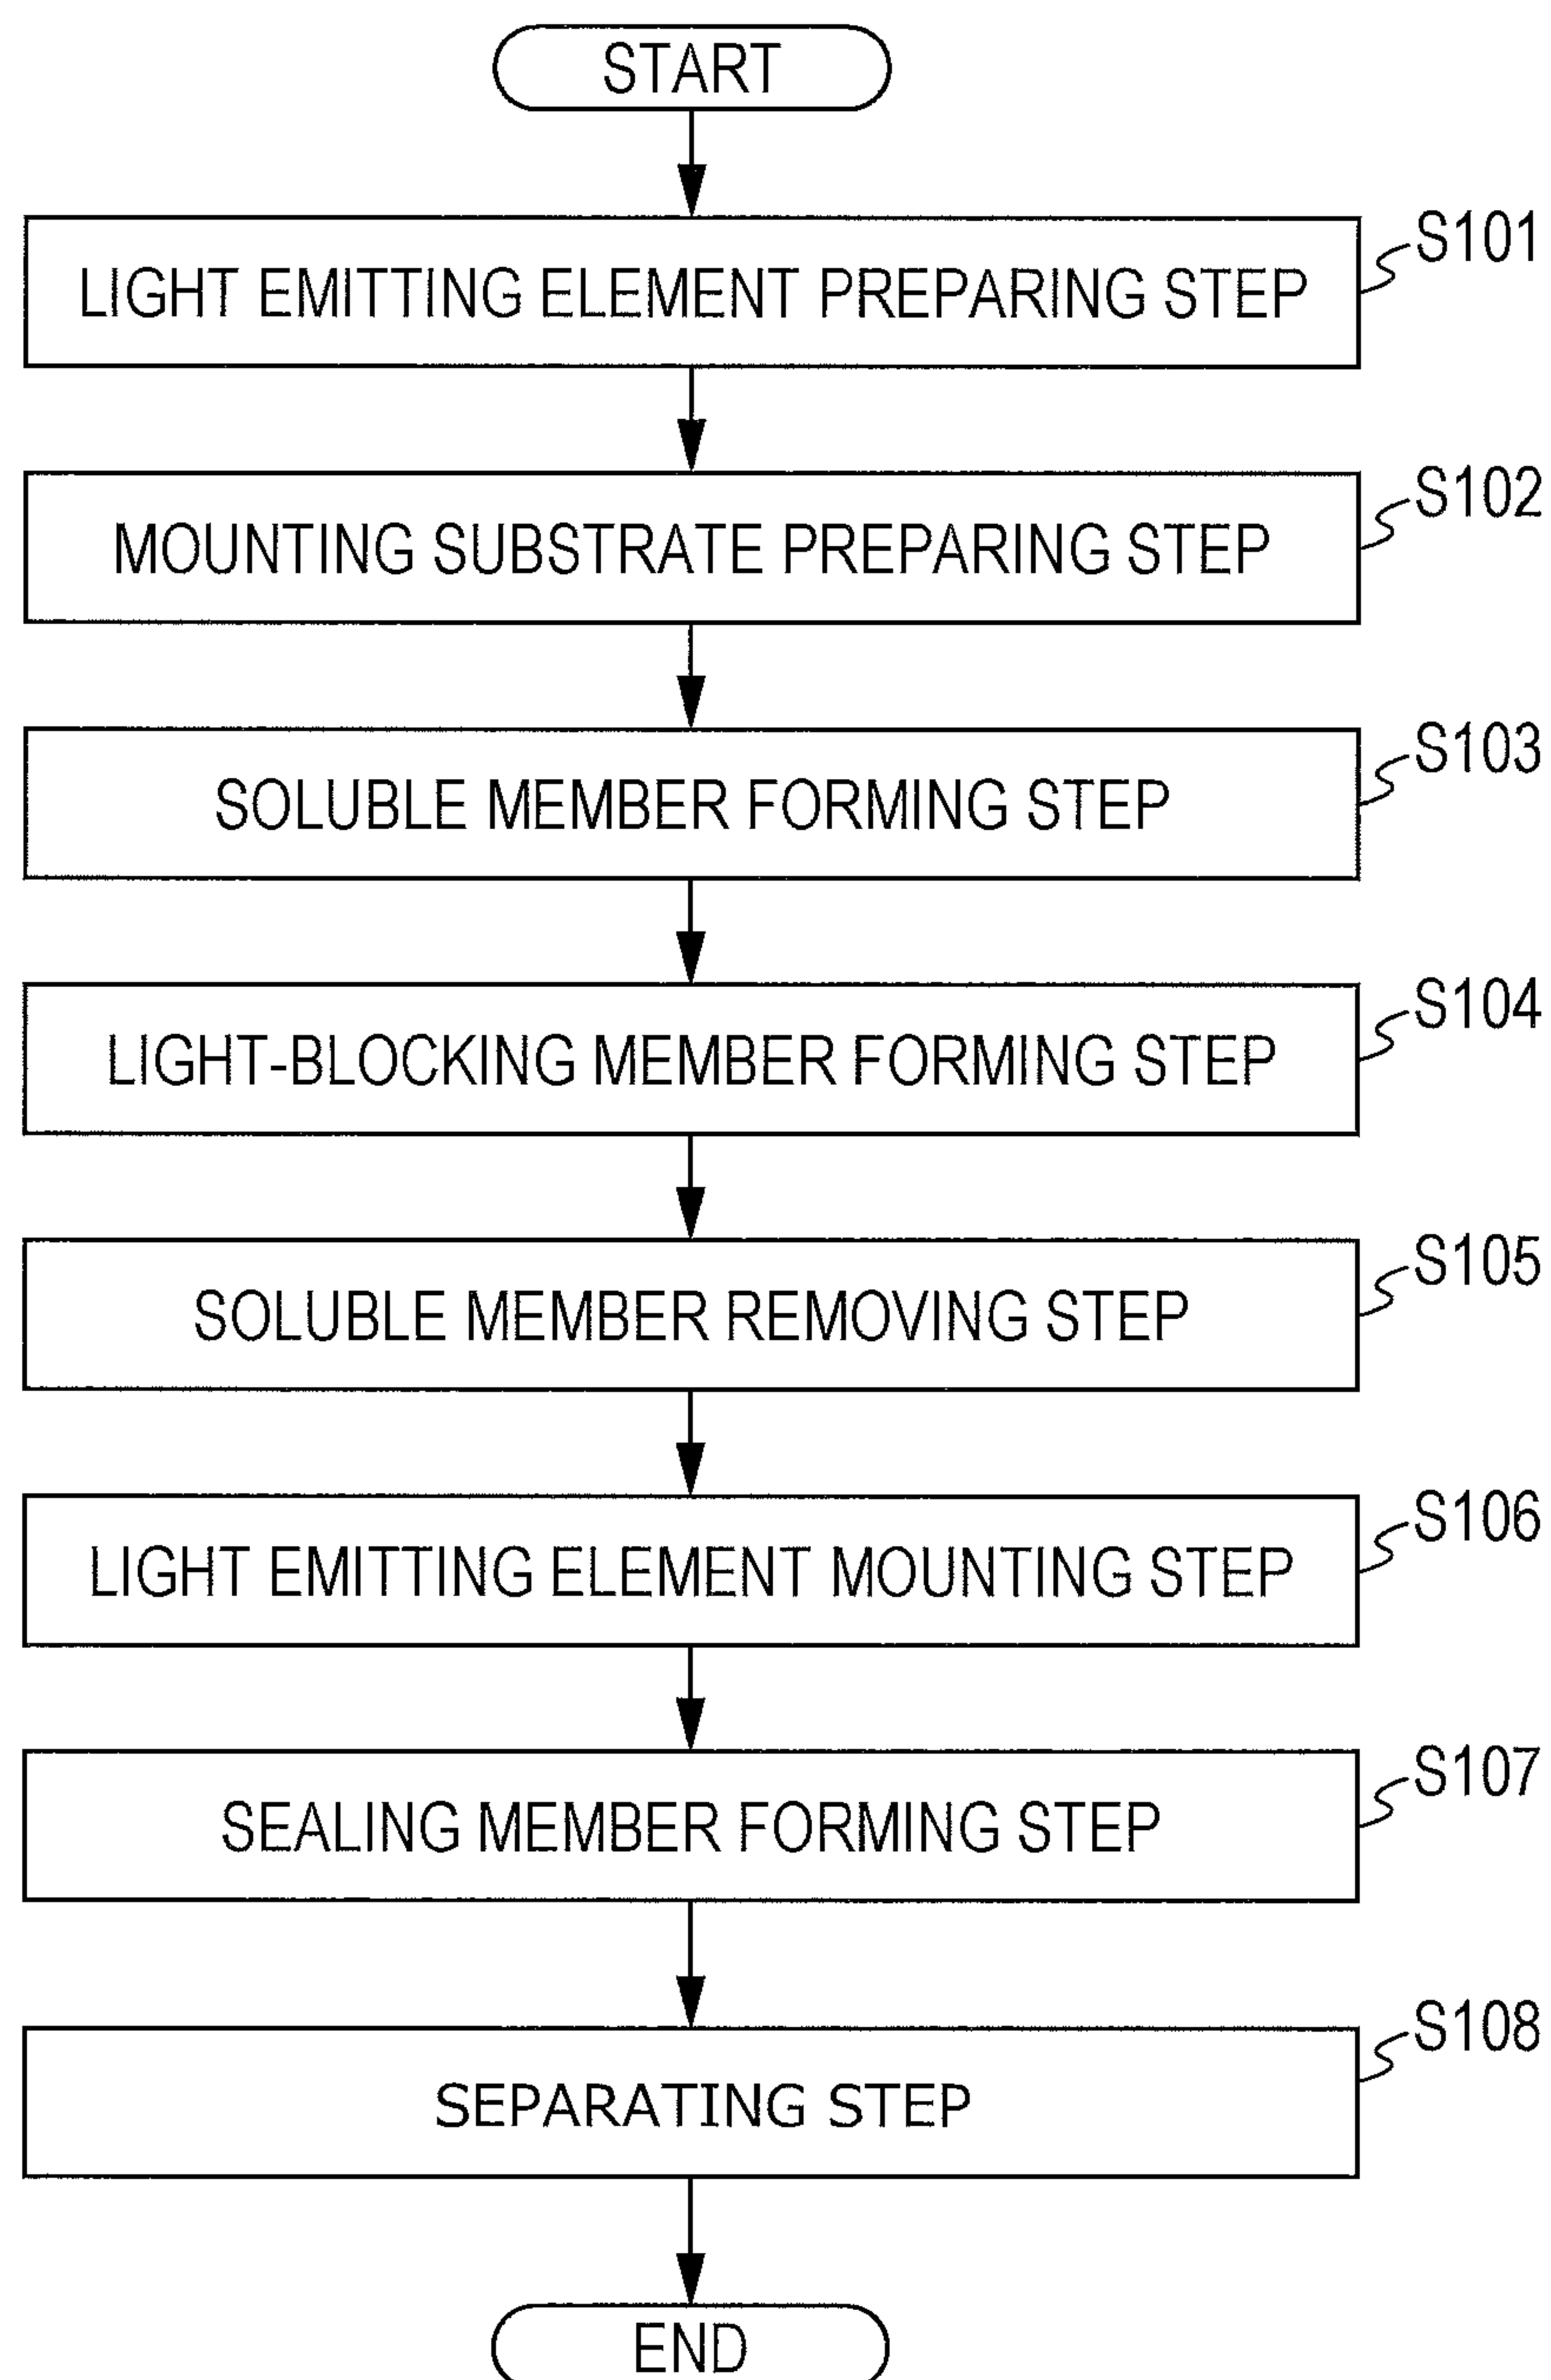 START
S101
LIGHT EMITTING ELEMENT PREPARING STEP
S102
MOUNTING SUBSTRATE PREPARING STEP
S103
SOLUBLE MEMBER FORMING STEP
S104
LIGHT-BLOCKING MEMBER FORMING STEP
S105
SOLUBLE MEMBER REMOVING STEP
S106
LIGHT EMITTING ELEMENT MOUNTING STEP
S107
SEALING MEMBER FORMING STEP
S108
SEPARATING STEP
END